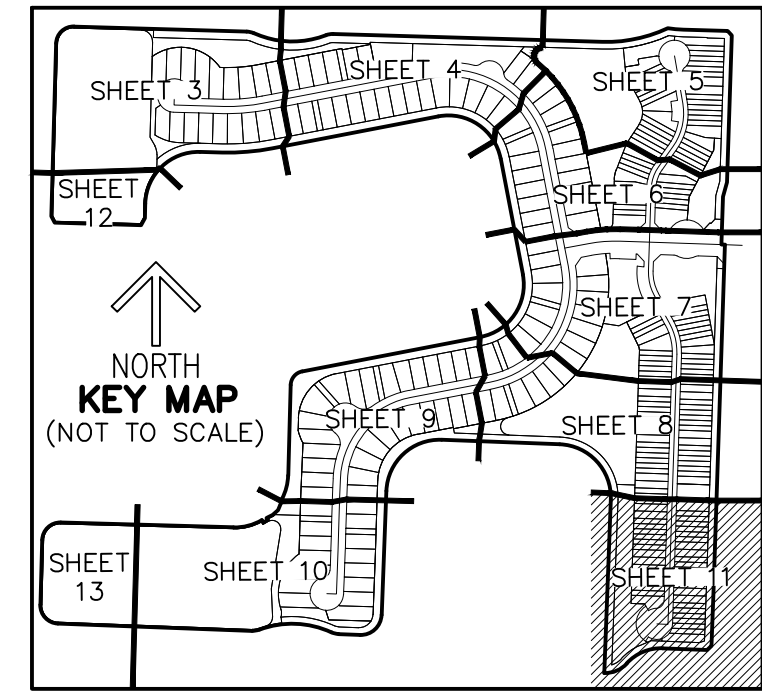 SHEET 3
SHEET 4
SHEET 5
SHEET
12
SHEET 6
NORTH
KEY MAP
(NOT TO SCALE)
SHEET 7
SHEET 9
SHEET 8
SHEET
13
SHEET 10
SHEET 11